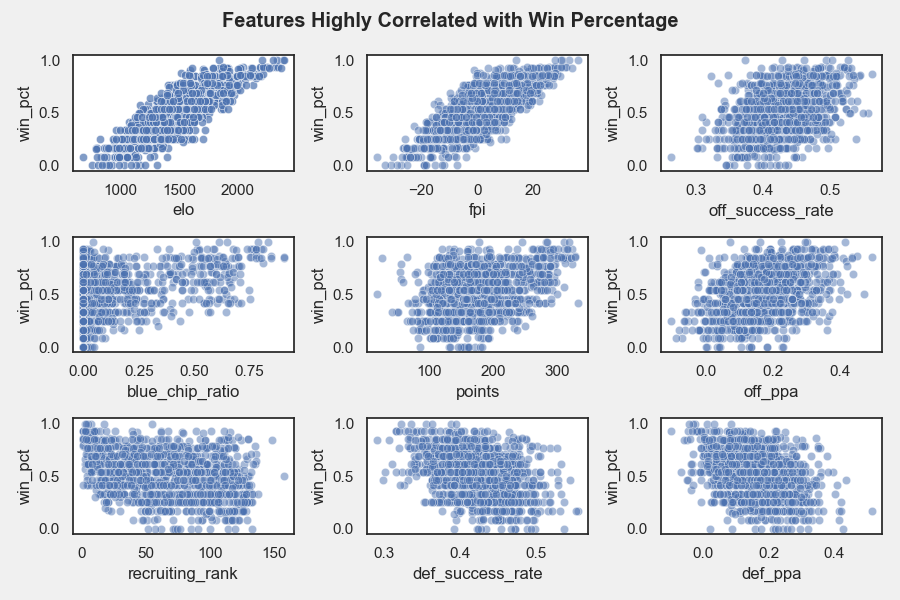 Features Highly Correlated with Win Percentage
1.0
0.5
0.0
win_pct
1000 1500 2000
elo
1.0
0.5
0.0
win_pct
−20 0 20
fpi
1.0
0.5
0.0
win_pct
0.3 0.4 0.5
off_success_rate
1.0
0.5
0.0
win_pct
0.00 0.25 0.50 0.75
blue_chip_ratio
1.0
0.5
0.0
win_pct
100 200 300
points
1.0
0.5
0.0
win_pct
0.0 0.2 0.4
off_ppa
1.0
0.5
0.0
win_pct
0 50 100 150
recruiting_rank
1.0
0.5
0.0
win_pct
0.3 0.4 0.5
def_success_rate
1.0
0.5
0.0
win_pct
0.0 0.2 0.4
def_ppa